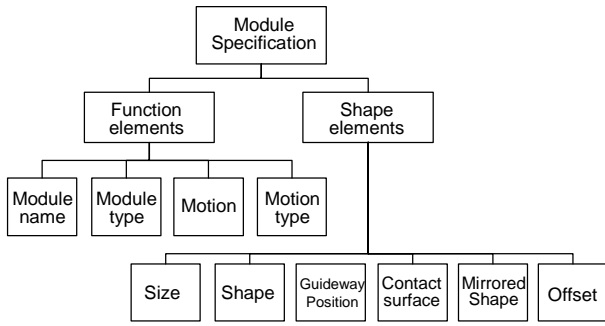 Module
Specification
Function
elements
Shape
elements
Module
name
Module
type
Motion
Motion
type
Size
Shape
Guideway
Position
Contact
surface
Mirrored
Shape
Offset